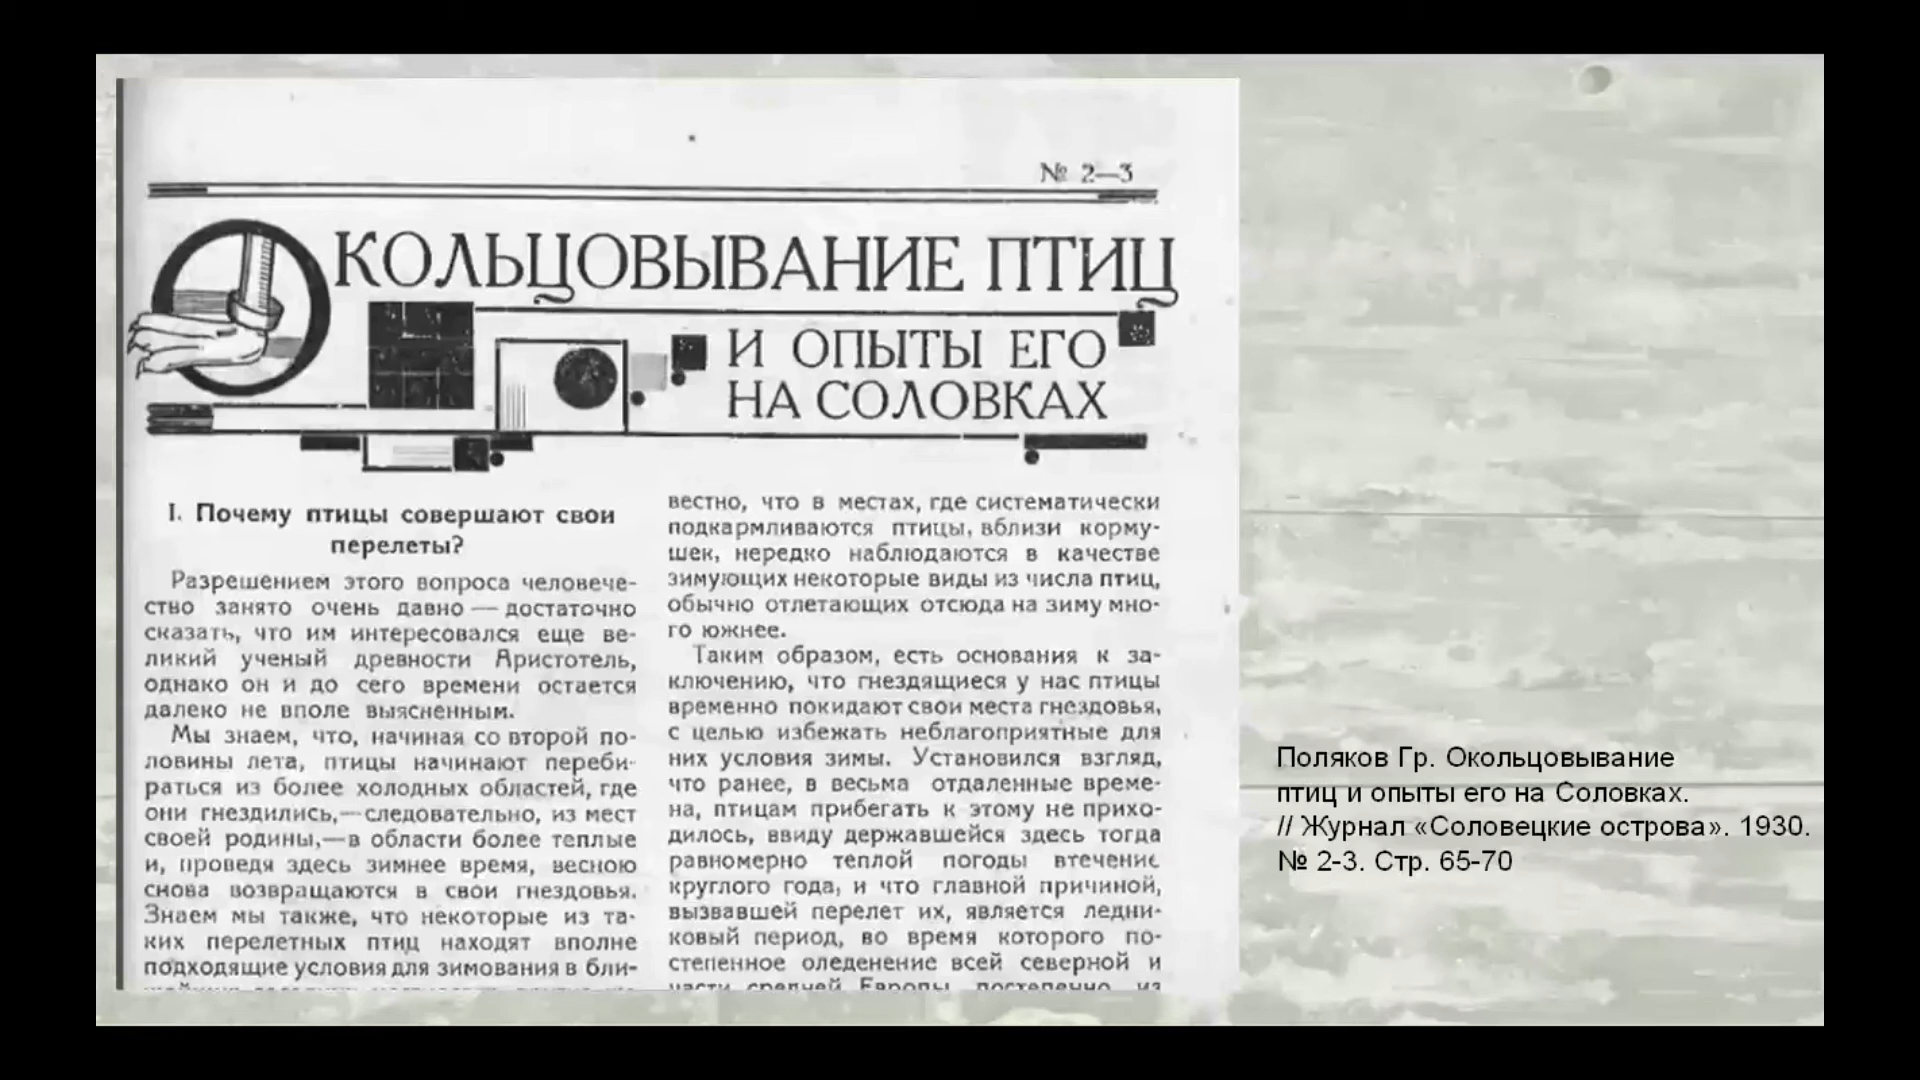 № 2—3
ОКОЛЬЦОВЫВАНИЕ ПТИЦ
И ОПЫТЫ ЕГО
НА СОЛОВКАХ
I. Почему птицы совершают свои
перелеты?
Разрешением этого вопроса человече-
ство занято очень давно — достаточно
сказать, что им интересовался еще ве-
ликий ученый древности Аристотель,
однако он и до сего времени остается
далеко не вполе выясненным.
Мы знаем, что, начиная со второй по-
ловины лета, птицы начинают переби-
раться из более холодных областей, где
они гнездились,—следовательно, из мест
своей родины,—в области более теплые
и, проведя здесь зимнее время, весною
снова возвращаются в свои гнездовья.
Знаем мы также, что некоторые из та-
ких перелетных птиц находят вполне
подходящие условия для зимования в бли-
вестно, что в местах, где систематически
подкармливаются птицы, вблизи корму-
шек, нередко наблюдаются в качестве
зимующих некоторые виды из числа птиц,
обычно отлетающих отсюда на зиму мно-
го южнее.
Таким образом, есть основания к за-
ключению, что гнездящиеся у нас птицы
временно покидают свои места гнездовья,
с целью избежать неблагоприятные для
них условия зимы. Установился взгляд,
что ранее, в весьма отдаленные време-
на, птицам прибегать к этому не прихо-
дилось, ввиду державшейся здесь тогда
равномерно теплой погоды втечение
круглого года, и что главной причиной,
вызвавшей перелет их, является ледни-
ковый период, во время которого по-
степенное оледенение всей северной и
части средней Европы, постепенно, из
Поляков Гр. Окольцовывание
птиц и опыты его на Соловках.
// Журнал «Соловецкие острова». 1930.
№ 2-3. Стр. 65-70